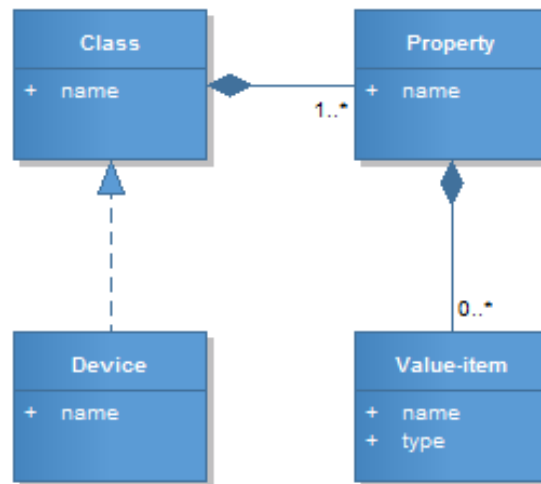 Class
+ name
Property
+ name
1..*
0..*
Device
+ name
Value-item
+ name
+ type